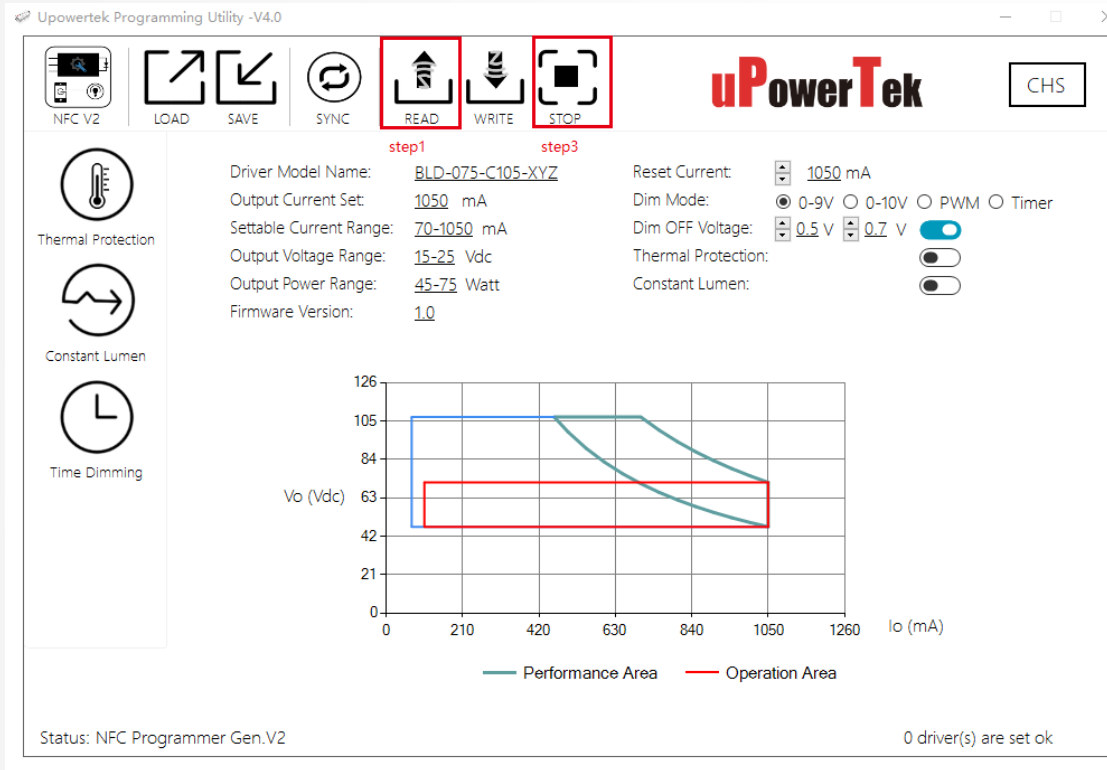 Upowertek Programming Utility -V4.0
NFC V2 LOAD SAVE SYNC READ WRITE STOP
uPowerTek
CHS
step1 step3
Thermal Protection
Constant Lumen
Time Dimming
Driver Model Name: BLD-075-C105-XYZ
Output Current Set: 1050 mA
Settable Current Range: 70-1050 mA
Output Voltage Range: 15-25 Vdc
Output Power Range: 45-75 Watt
Firmware Version: 1.0
Reset Current: 1050 mA
Dim Mode: 0-9V 0-10V PWM Timer
Dim OFF Voltage: 0.5 V 0.7 V
Thermal Protection:
Constant Lumen:
126
105
84
Vo (Vdc) 63
42
21
0
0 210 420 630 840 1050 1260 Io (mA)
Performance Area Operation Area
Status: NFC Programmer Gen.V2 0 driver(s) are set ok